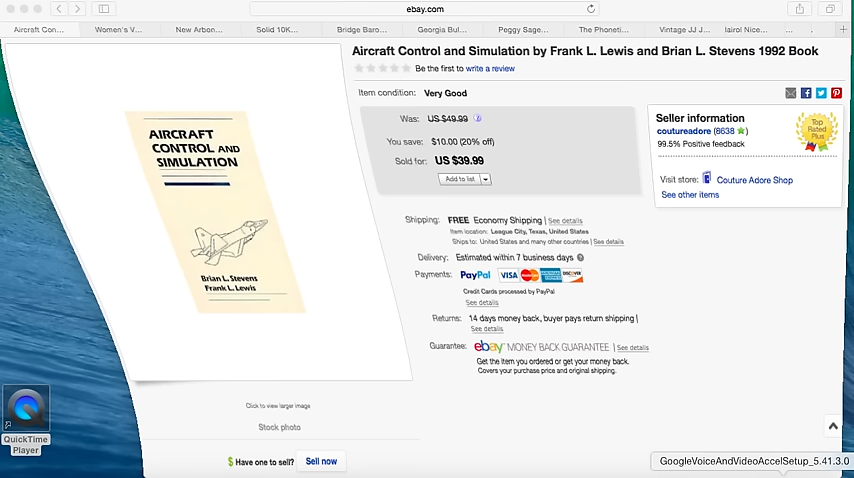 ebay.com
Aircraft Con... Women's V... New Arbon... Solid 10K... Bridge Baro... Georgia Bul... Peggy Sage... The Phoneti... Vintage JJ J... lairol Nice... ...
Aircraft Control and Simulation by Frank L. Lewis and Brian L. Stevens 1992 Book
Be the first to write a review
Item condition: Very Good
Was: US $49.99
You save: $10.00 (20% off)
Sold for: US $39.99
Add to list
Seller information
coutureadore (8638)
99.5% Positive feedback
Top
Rated
Plus
Visit store: Couture Adore Shop
See other items
AIRCRAFT
CONTROL AND
SIMULATION
Brian L. Stevens
Frank L. Lewis
Shipping: FREE Economy Shipping | See details
Item location: League City, Texas, United States
Ships to: United States and many other countries | See details
Delivery: Estimated within 7 business days
Payments: PayPal VISA MasterCard DISCOVER
Credit Cards processed by PayPal
See details
Returns: 14 days money back, buyer pays return shipping |
See details
Guarantee: ebay MONEY BACK GUARANTEE | See details
Get the item you ordered or get your money back.
Covers your purchase price and original shipping.
Click to view larger image
Stock photo
$ Have one to sell? Sell now
QuickTime
Player
GoogleVoiceAndVideoAccelSetup_5.41.3.0